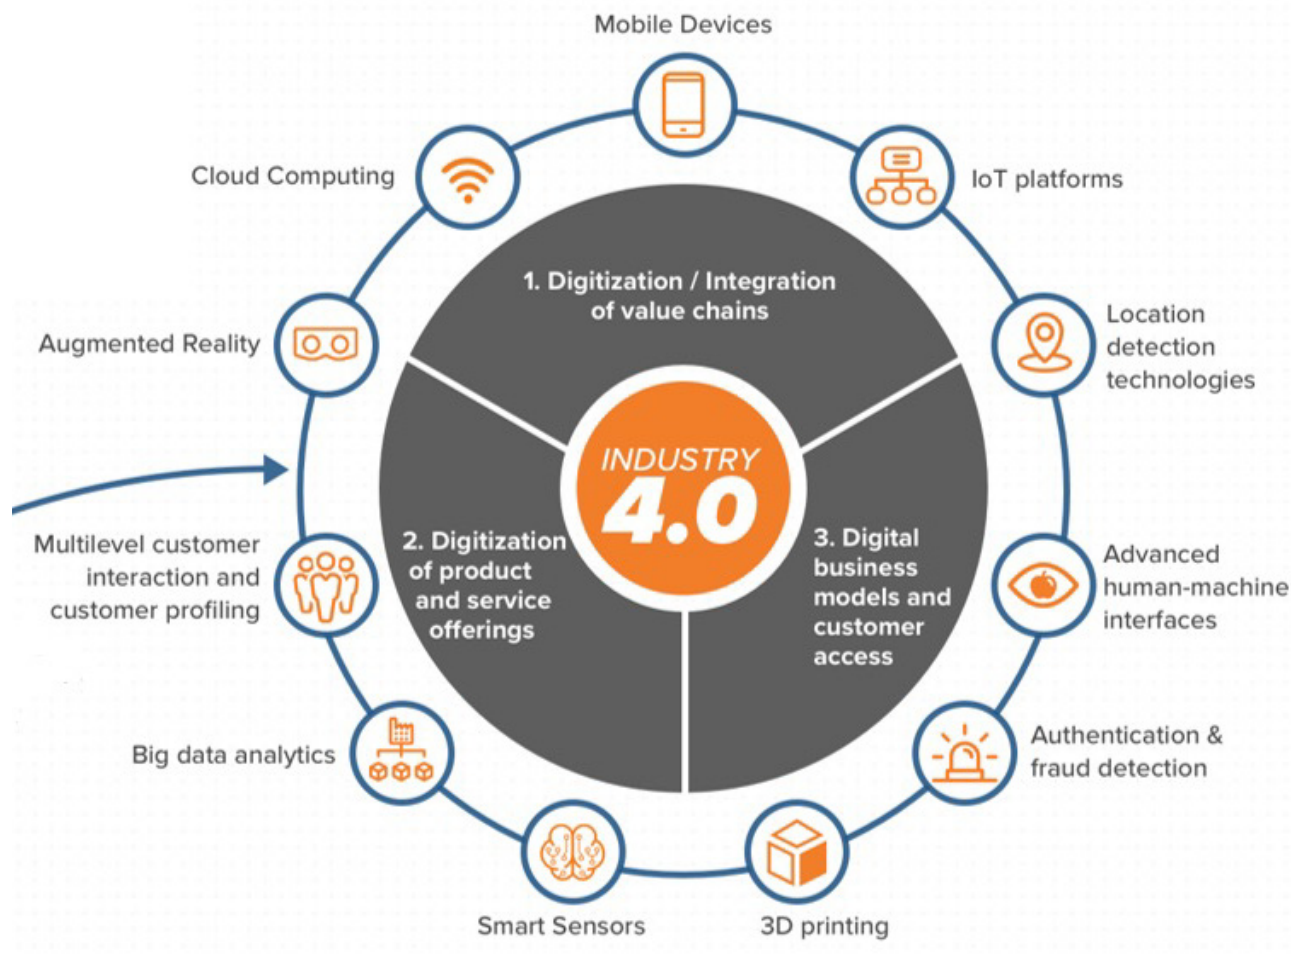 Mobile Devices
Cloud Computing
IoT platforms
1. Digitization / Integration
of value chains
Location
detection
technologies
Augmented Reality
INDUSTRY
4.0
2. Digitization
of product
and service
offerings
3. Digital
business
models and
customer
access
Multilevel customer
interaction and
customer profiling
Advanced
human-machine
interfaces
Big data analytics
Authentication &
fraud detection
Smart Sensors
3D printing